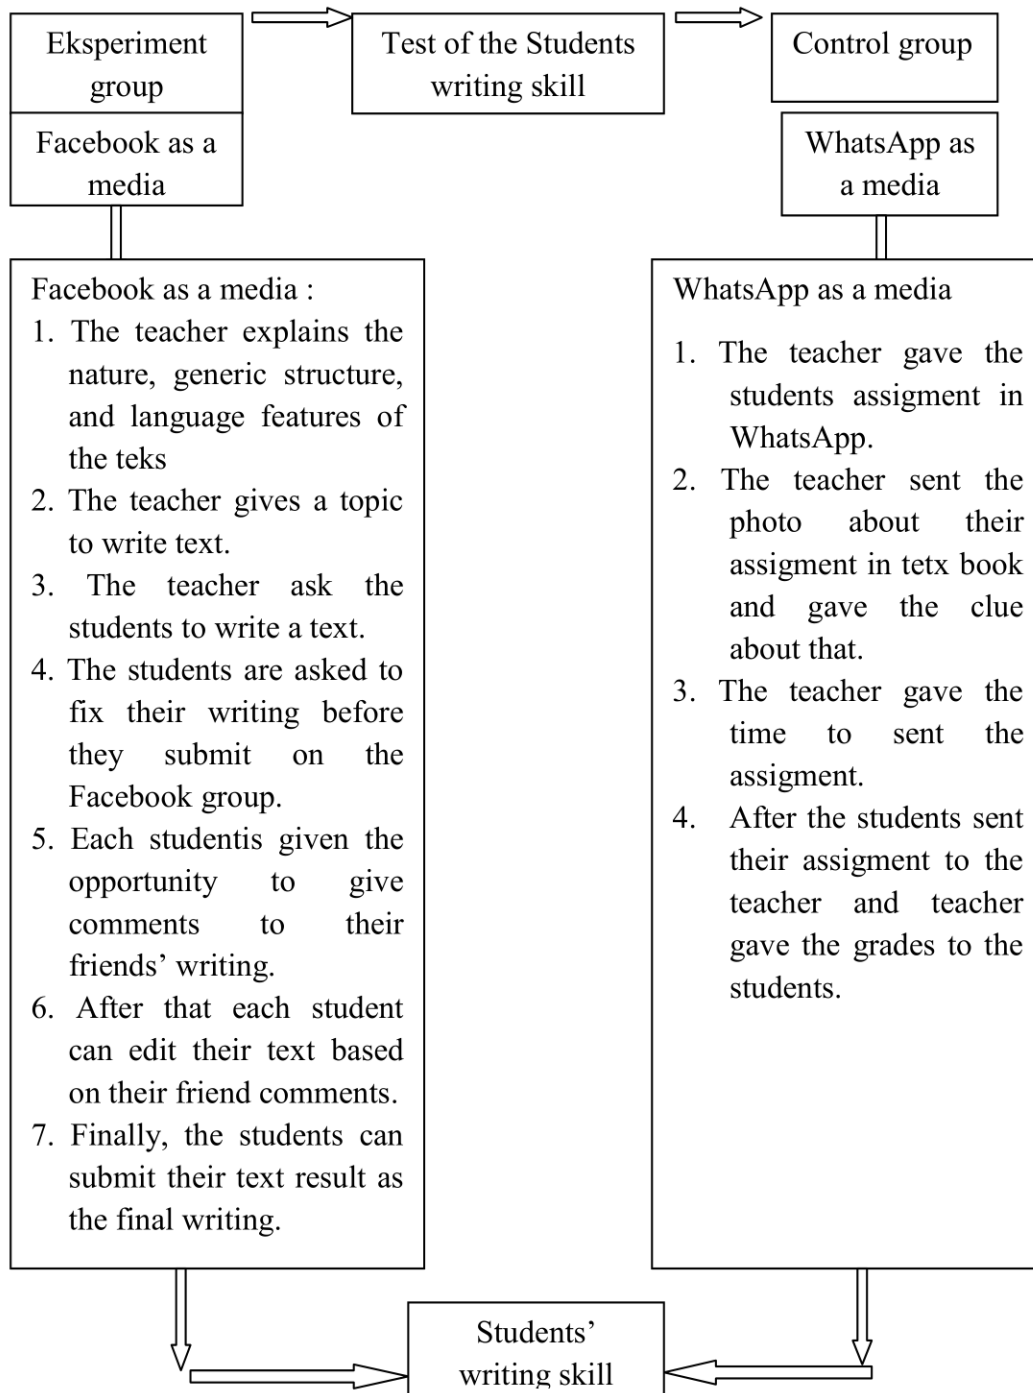 Eksperiment
group
Test of the Students
writing skill
Control group
Facebook as a
media
WhatsApp as
a media
Facebook as a media :
1. The teacher explains the
nature, generic structure,
and language features of
the teks
2. The teacher gives a topic
to write text.
3. The teacher ask the
students to write a text.
4. The students are asked to
fix their writing before
they submit on the
Facebook group.
5. Each studentis given the
opportunity to give
comments to their
friends’ writing.
6. After that each student
can edit their text based
on their friend comments.
7. Finally, the students can
submit their text result as
the final writing.
WhatsApp as a media
1. The teacher gave the
students assigment in
WhatsApp.
2. The teacher sent the
photo about their
assigment in tetx book
and gave the clue
about that.
3. The teacher gave the
time to sent the
assigment.
4. After the students sent
their assigment to the
teacher and teacher
gave the grades to the
students.
Students’
writing skill